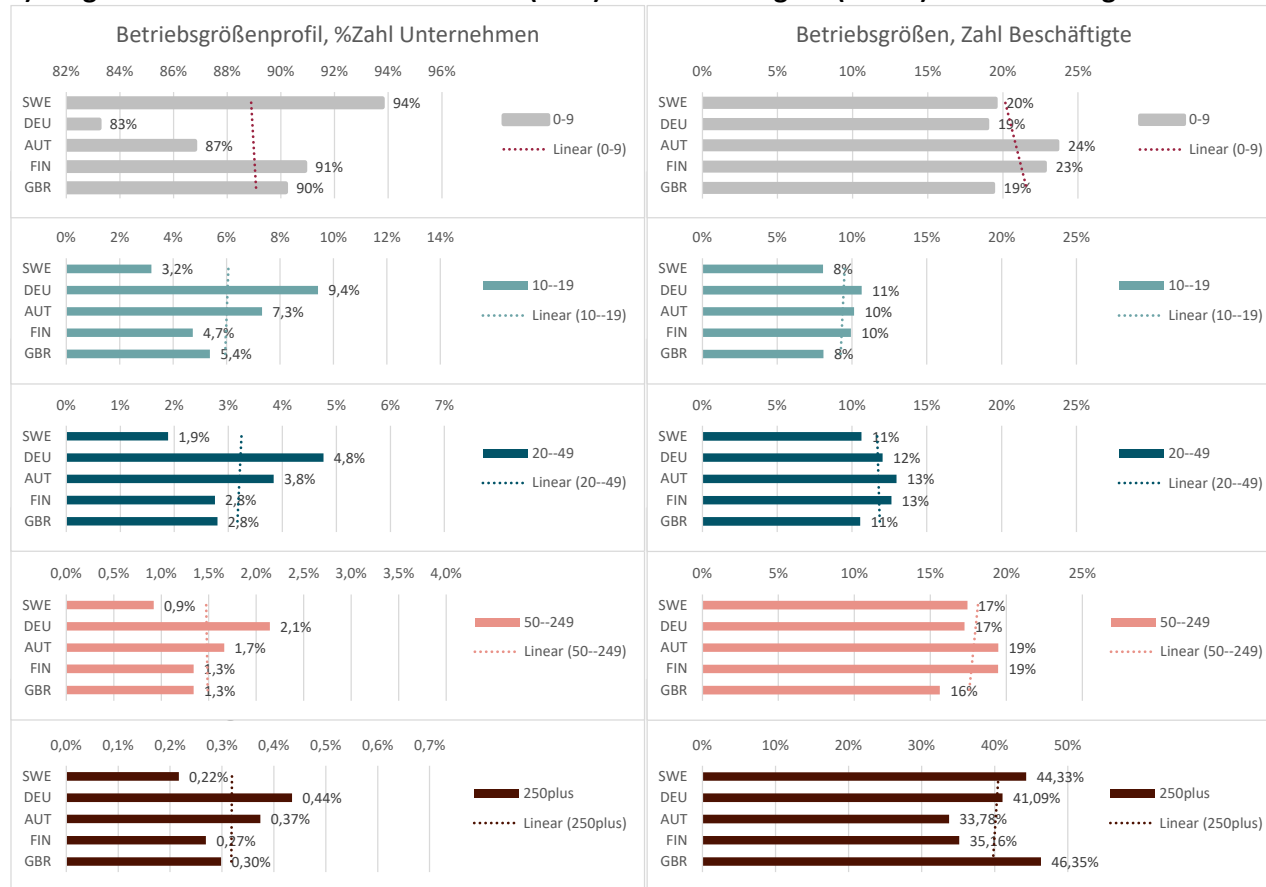 Betriebsgrößenprofil, %Zahl Unternehmen
82% 84% 86% 88% 90% 92% 94% 96%
SWE 94%
DEU 83%
AUT 87%
FIN 91%
GBR 90%
0-9
Linear (0-9)
Betriebsgrößen, Zahl Beschäftigte
0% 5% 10% 15% 20% 25%
SWE 20%
DEU 19%
AUT 24%
FIN 23%
GBR 19%
0-9
Linear (0-9)
0% 2% 4% 6% 8% 10% 12% 14%
SWE 3,2%
DEU 9,4%
AUT 7,3%
FIN 4,7%
GBR 5,4%
10--19
Linear (10--19)
0% 5% 10% 15% 20% 25%
SWE 8%
DEU 11%
AUT 10%
FIN 10%
GBR 8%
10--19
Linear (10--19)
0% 1% 2% 3% 4% 5% 6% 7%
SWE 1,9%
DEU 4,8%
AUT 3,8%
FIN 2,8%
GBR 2,8%
20--49
Linear (20--49)
0% 5% 10% 15% 20% 25%
SWE 11%
DEU 12%
AUT 13%
FIN 13%
GBR 11%
20--49
Linear (20--49)
0,0% 0,5% 1,0% 1,5% 2,0% 2,5% 3,0% 3,5% 4,0%
SWE 0,9%
DEU 2,1%
AUT 1,7%
FIN 1,3%
GBR 1,3%
50--249
Linear (50--249)
0% 5% 10% 15% 20% 25%
SWE 17%
DEU 17%
AUT 19%
FIN 19%
GBR 16%
50--249
Linear (50--249)
0,0% 0,1% 0,2% 0,3% 0,4% 0,5% 0,6% 0,7%
SWE 0,22%
DEU 0,44%
AUT 0,37%
FIN 0,27%
GBR 0,30%
250plus
Linear (250plus)
0% 10% 20% 30% 40% 50%
SWE 44,33%
DEU 41,09%
AUT 33,78%
FIN 35,16%
GBR 46,35%
250plus
Linear (250plus)